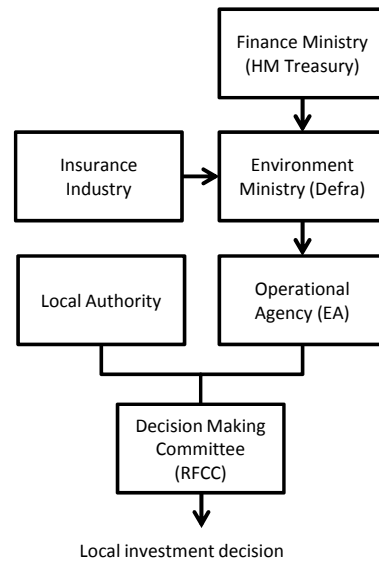 Finance Ministry
(HM Treasury)
Insurance
Industry
Environment
Ministry (Defra)
Local Authority
Operational
Agency (EA)
Decision Making
Committee
(RFCC)
Local investment decision